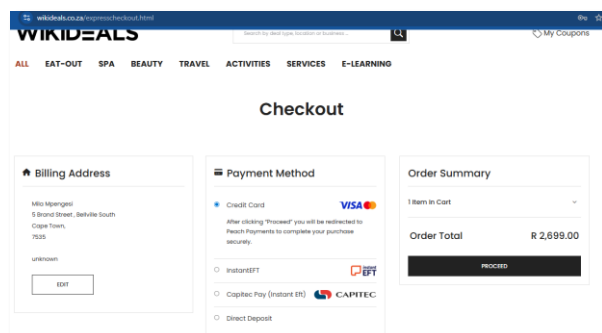 wikideals.co.za/expresscheckout.html
WIKIDEALS
Search by deal type, location or business ...
My Coupons
ALL EAT-OUT SPA BEAUTY TRAVEL ACTIVITIES SERVICES E-LEARNING
Checkout
Billing Address
Mila Mpengesi
5 Brand Street, Bellville South
Cape Town,
7535
unknown
EDIT
Payment Method
Credit Card VISA
After clicking "Proceed" you will be redirected to
Peach Payments to complete your purchase
securely.
InstantEFT instant EFT
Capitec Pay (Instant Eft) CAPITEC
Direct Deposit
Order Summary
1 Item In Cart
Order Total R 2,699.00
PROCEED